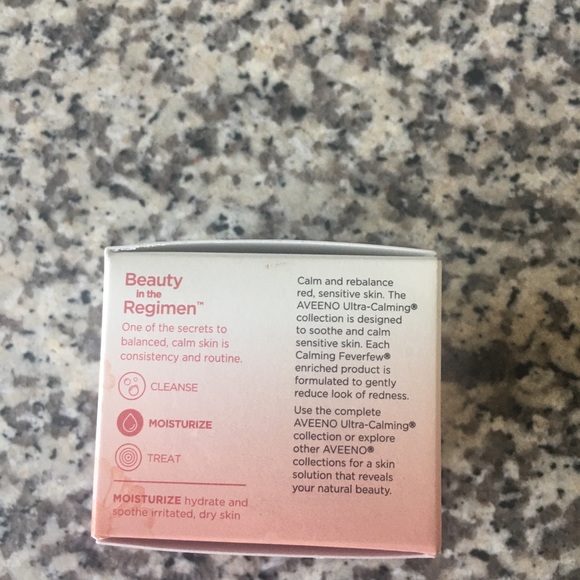 Beauty
in the
Regimen™
One of the secrets to
balanced, calm skin is
consistency and routine.
CLEANSE
MOISTURIZE
TREAT
MOISTURIZE hydrate and
soothe irritated, dry skin
Calm and rebalance
red, sensitive skin. The
AVEENO Ultra-Calming®
collection is designed
to soothe and calm
sensitive skin. Each
Calming Feverfew®
enriched product is
formulated to gently
reduce look of redness.
Use the complete
AVEENO Ultra-Calming®
collection or explore
other AVEENO®
collections for a skin
solution that reveals
your natural beauty.